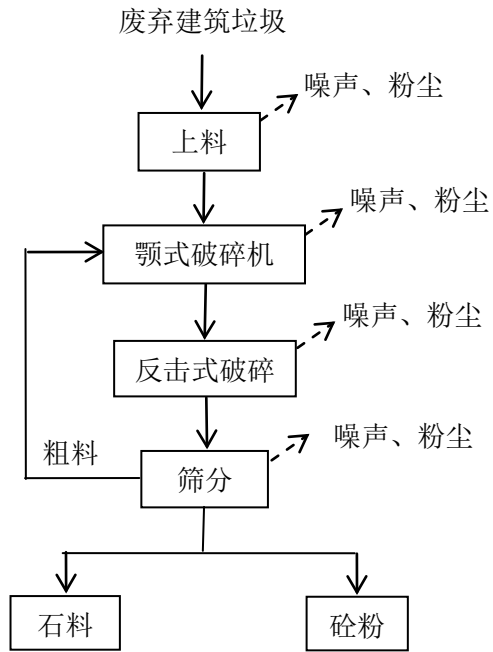 废弃建筑垃圾
噪声、粉尘
上料
噪声、粉尘
颚式破碎机
噪声、粉尘
反击式破碎
噪声、粉尘
粗料
筛分
石料
砼粉